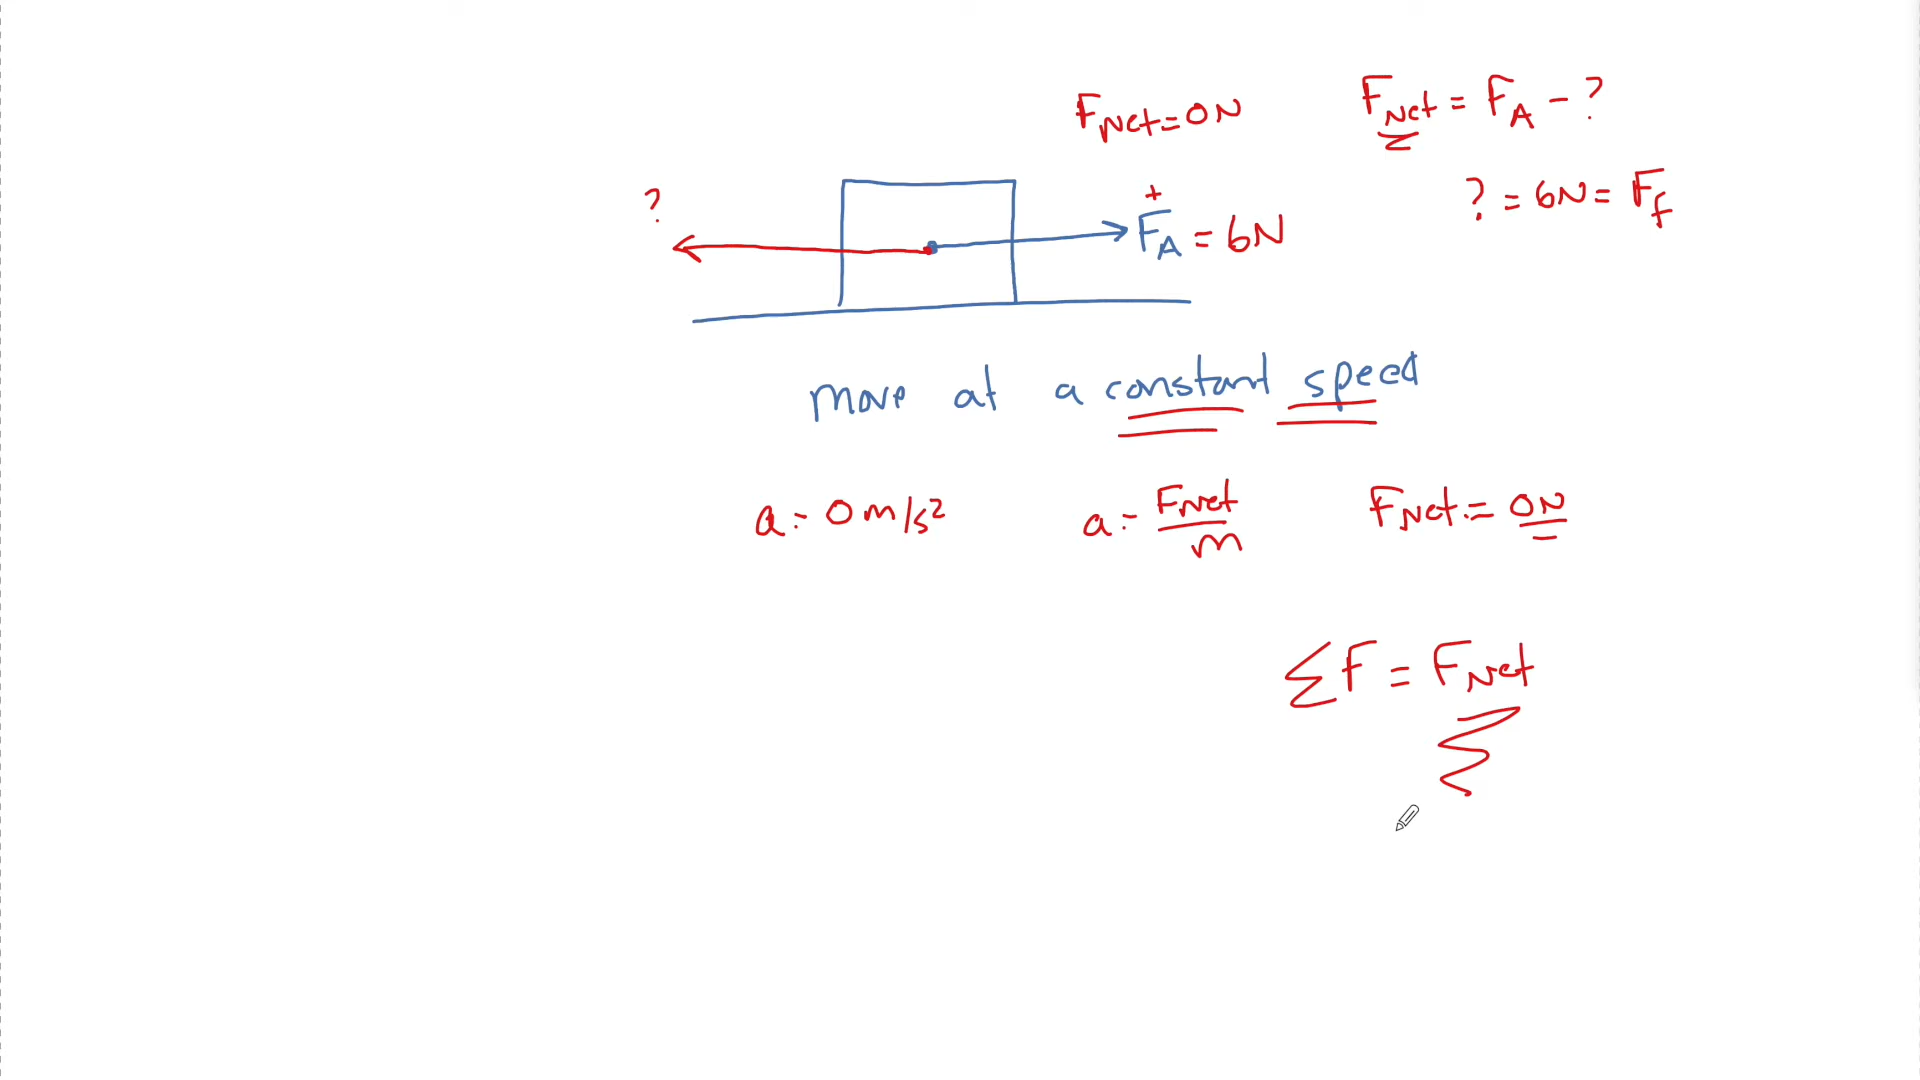 F_Net = 0N
F_Net = F_A - ?
?
+
F_A = 6N
? = 6N = F_f
move at a constant speed
a = 0 m/s²
a = F_Net / m
F_Net = 0N
ΣF = F_Net